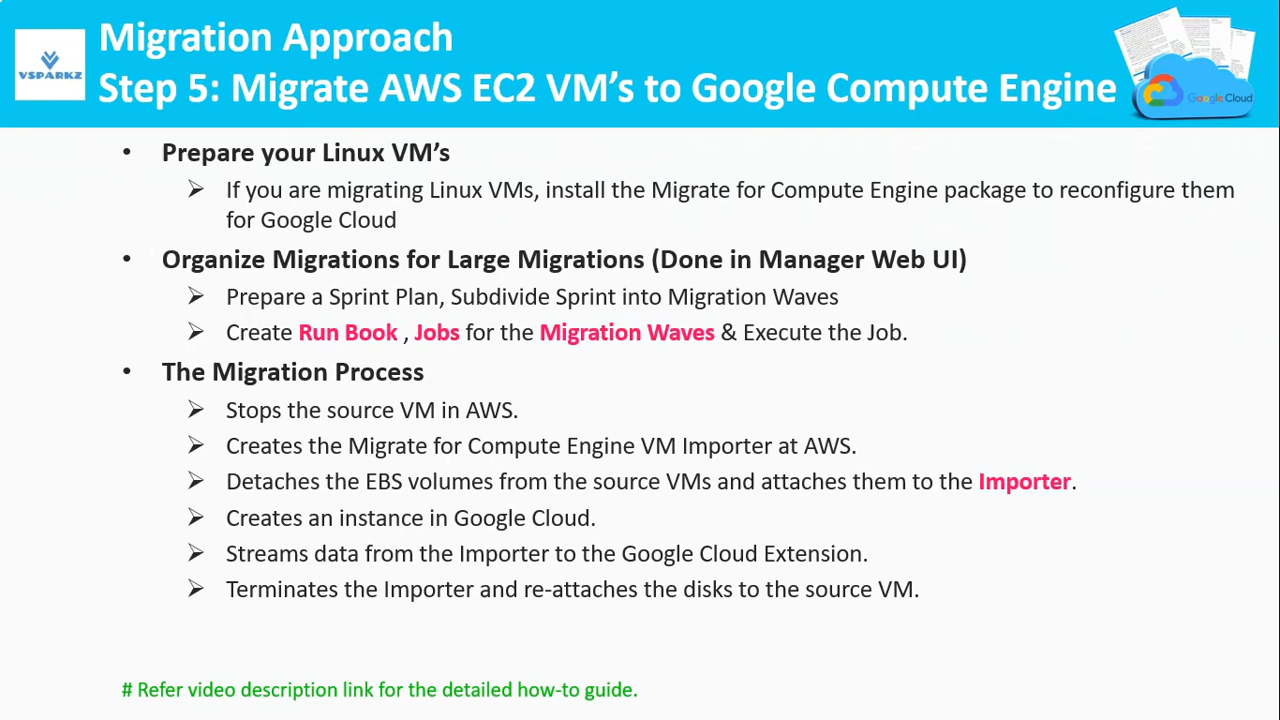 VSPARKZ
Migration Approach
Step 5: Migrate AWS EC2 VM's to Google Compute Engine
Google Cloud
• Prepare your Linux VM's
➢ If you are migrating Linux VMs, install the Migrate for Compute Engine package to reconfigure them
for Google Cloud
• Organize Migrations for Large Migrations (Done in Manager Web UI)
➢ Prepare a Sprint Plan, Subdivide Sprint into Migration Waves
➢ Create Run Book , Jobs for the Migration Waves & Execute the Job.
• The Migration Process
➢ Stops the source VM in AWS.
➢ Creates the Migrate for Compute Engine VM Importer at AWS.
➢ Detaches the EBS volumes from the source VMs and attaches them to the Importer.
➢ Creates an instance in Google Cloud.
➢ Streams data from the Importer to the Google Cloud Extension.
➢ Terminates the Importer and re-attaches the disks to the source VM.
# Refer video description link for the detailed how-to guide.